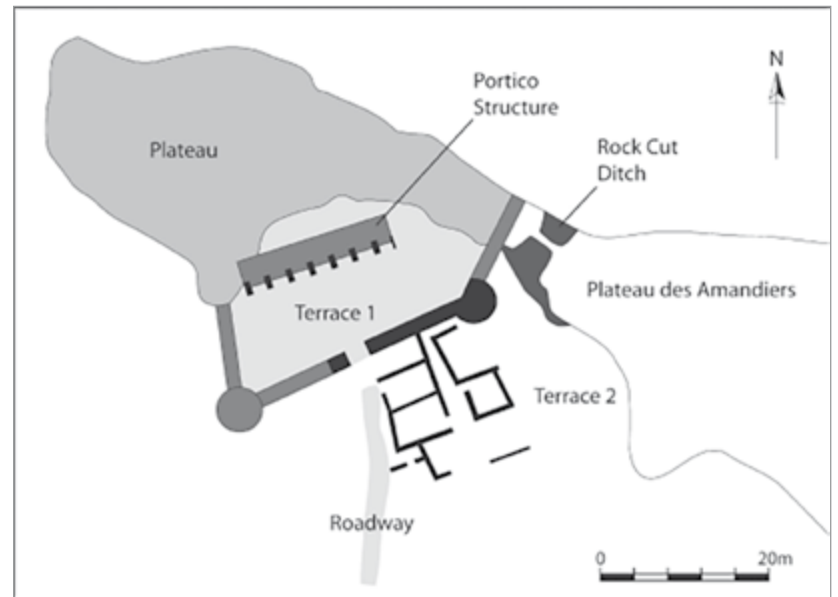 N
Portico
Structure
Plateau
Rock Cut
Ditch
Plateau des Amandiers
Terrace 1
Terrace 2
Roadway
0 20m